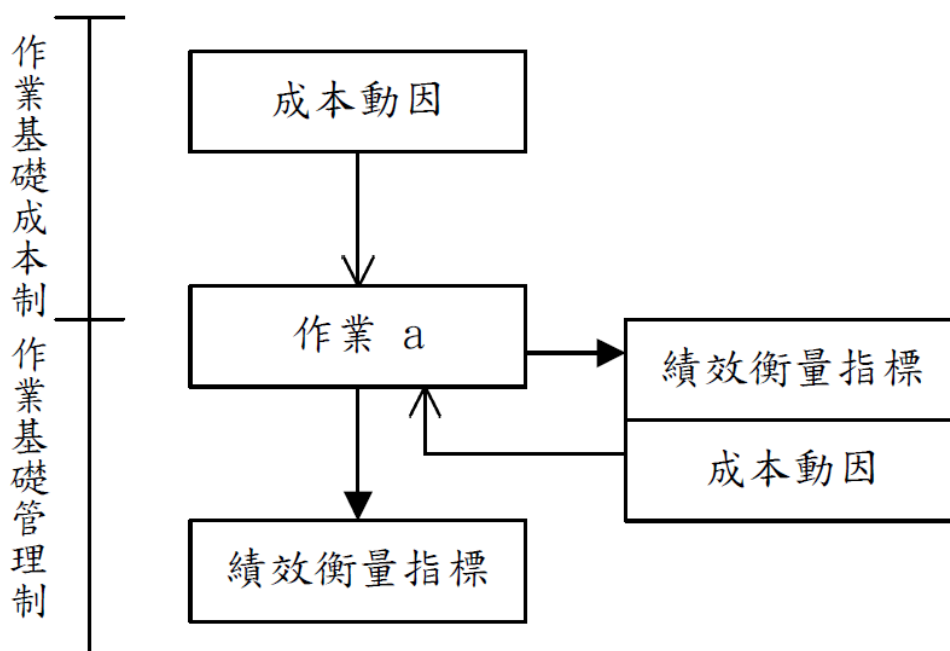 作業基礎成本制
成本動因
作業 a
作業基礎管理制
績效衡量指標
成本動因
績效衡量指標